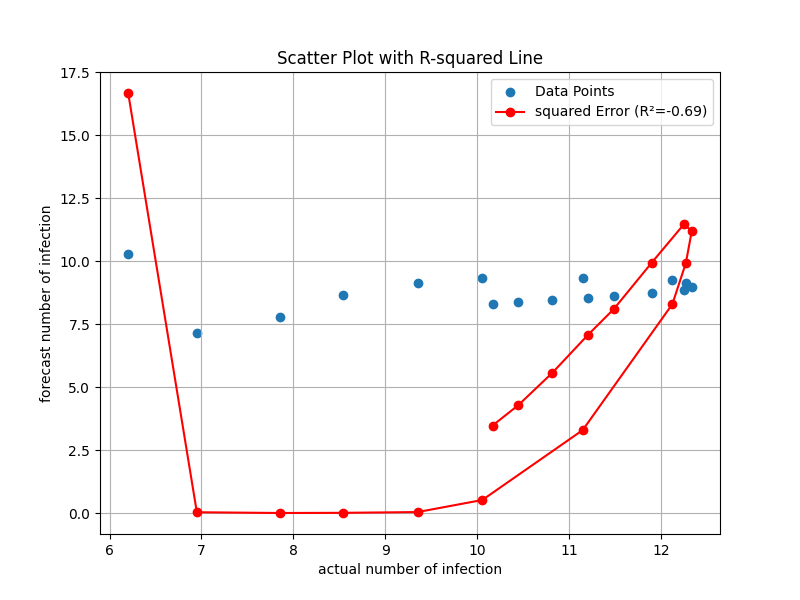 Scatter Plot with R-squared Line
17.5
15.0
12.5
10.0
7.5
5.0
2.5
0.0
forecast number of infection
Data Points
squared Error (R²=-0.69)
6 7 8 9 10 11 12
actual number of infection